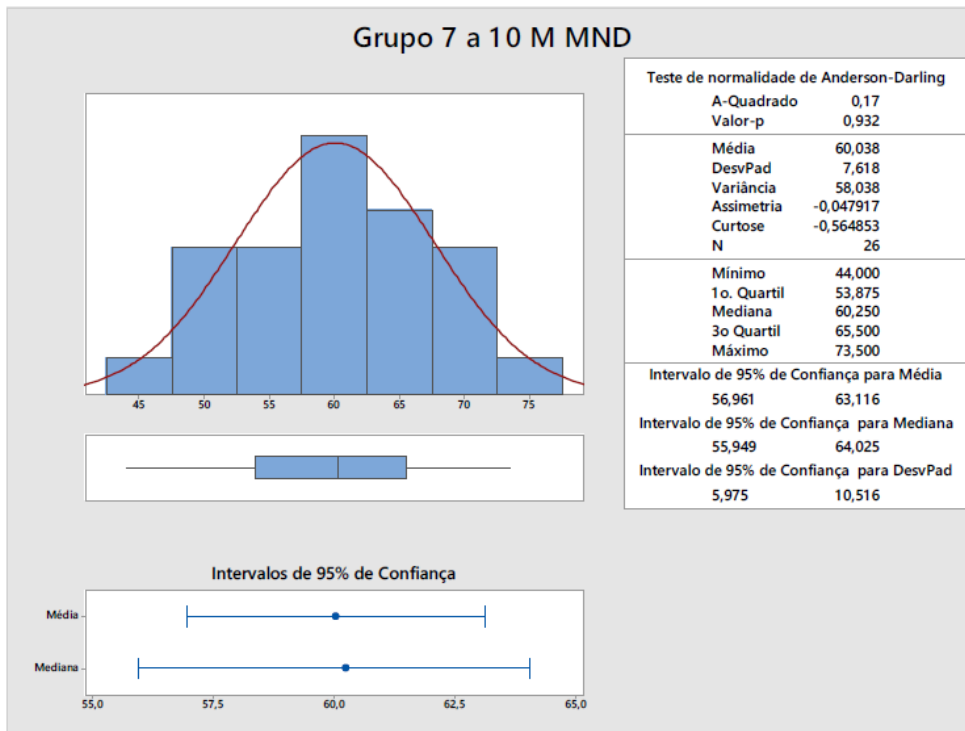 Grupo 7 a 10 M MND
45 50 55 60 65 70 75
Intervalos de 95% de Confiança
Média
Mediana
55,0 57,5 60,0 62,5 65,0
Teste de normalidade de Anderson-Darling
A-Quadrado 0,17
Valor-p 0,932
Média 60,038
DesvPad 7,618
Variância 58,038
Assimetria -0,047917
Curtose -0,564853
N 26
Mínimo 44,000
1o. Quartil 53,875
Mediana 60,250
3o Quartil 65,500
Máximo 73,500
Intervalo de 95% de Confiança para Média
56,961 63,116
Intervalo de 95% de Confiança para Mediana
55,949 64,025
Intervalo de 95% de Confiança para DesvPad
5,975 10,516